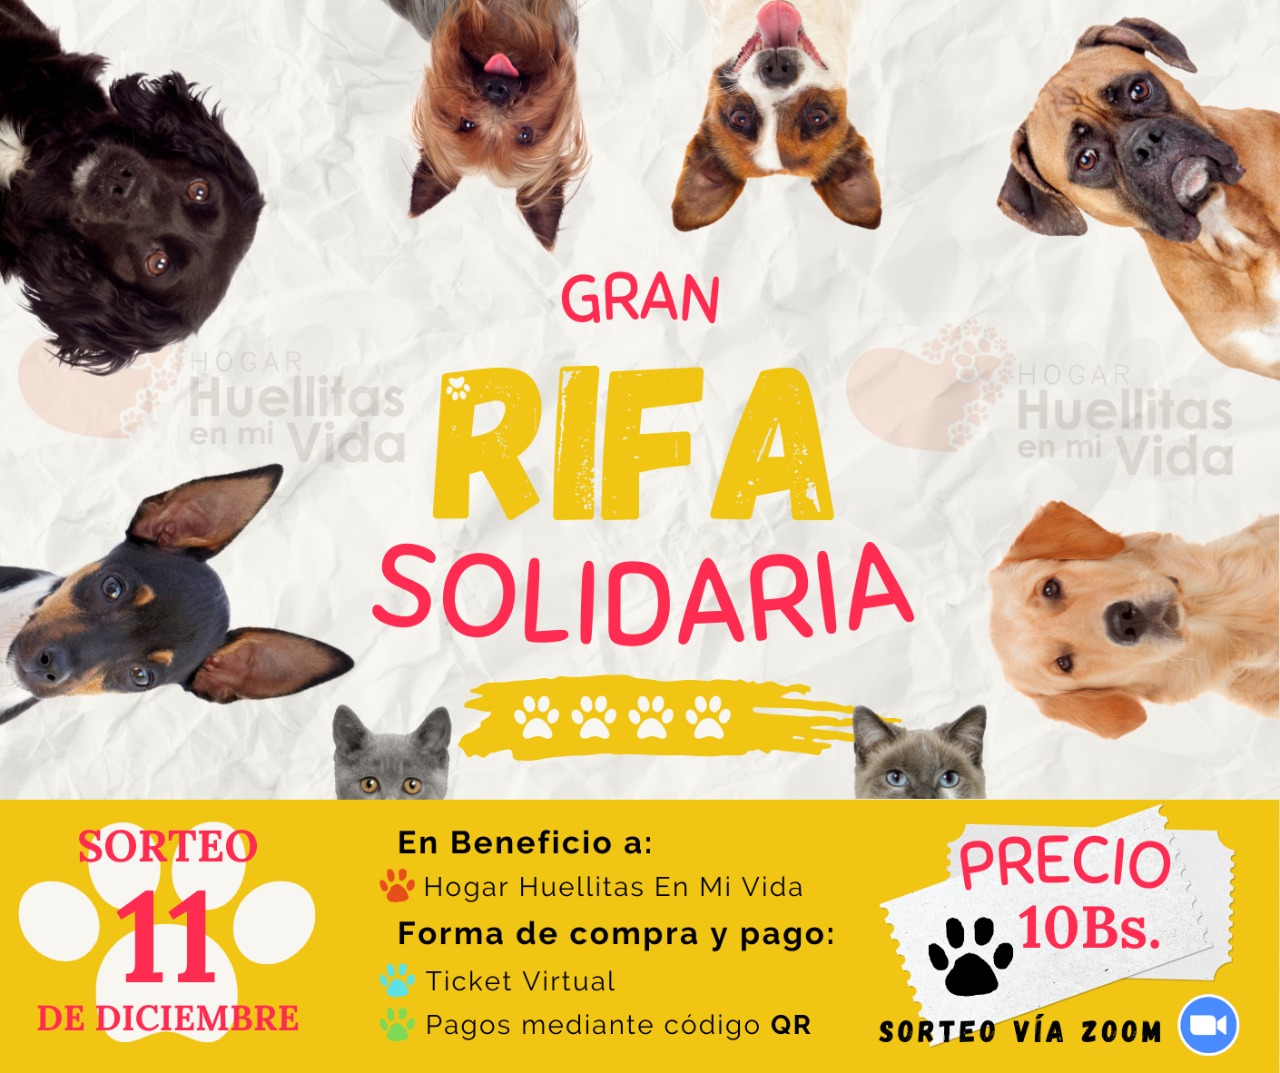 GRAN
HOGAR
Huellitas
en mi Vida
HOGAR
Huellitas
en mi Vida
RIFA
SOLIDARIA
SORTEO
11
DE DICIEMBRE
En Beneficio a:
Hogar Huellitas En Mi Vida
Forma de compra y pago:
Ticket Virtual
Pagos mediante código QR
PRECIO
10Bs.
SORTEO VÍA ZOOM